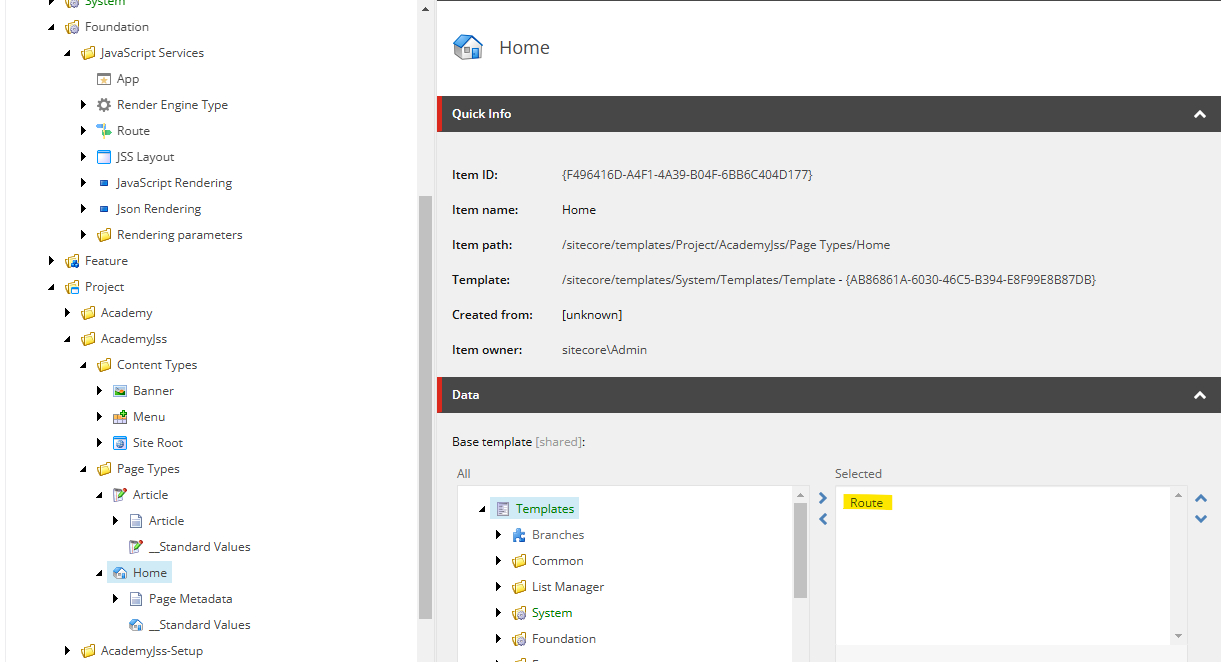 System
Foundation
JavaScript Services
App
Render Engine Type
Route
JSS Layout
JavaScript Rendering
Json Rendering
Rendering parameters
Feature
Project
Academy
AcademyJss
Content Types
Banner
Menu
Site Root
Page Types
Article
Article
__Standard Values
Home
Page Metadata
__Standard Values
AcademyJss-Setup
Home
Quick Info
Item ID: {F496416D-A4F1-4A39-B04F-6BB6C404D177}
Item name: Home
Item path: /sitecore/templates/Project/AcademyJss/Page Types/Home
Template: /sitecore/templates/System/Templates/Template - {AB86861A-6030-46C5-B394-E8F99E8B87DB}
Created from: [unknown]
Item owner: sitecore\Admin
Data
Base template [shared]:
All
Templates
Branches
Common
List Manager
System
Foundation
Selected
Route